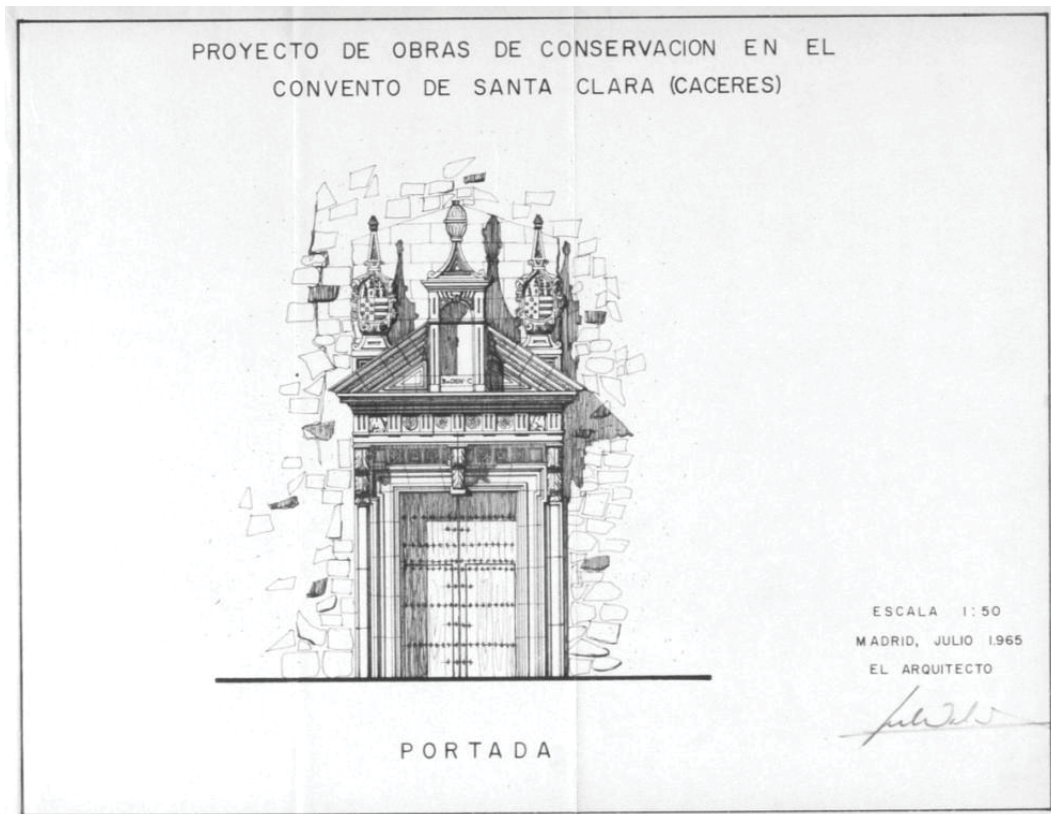 PROYECTO DE OBRAS DE CONSERVACION EN EL
CONVENTO DE SANTA CLARA (CACERES)
ESCALA 1:50
MADRID, JULIO 1.965
EL ARQUITECTO
PORTADA